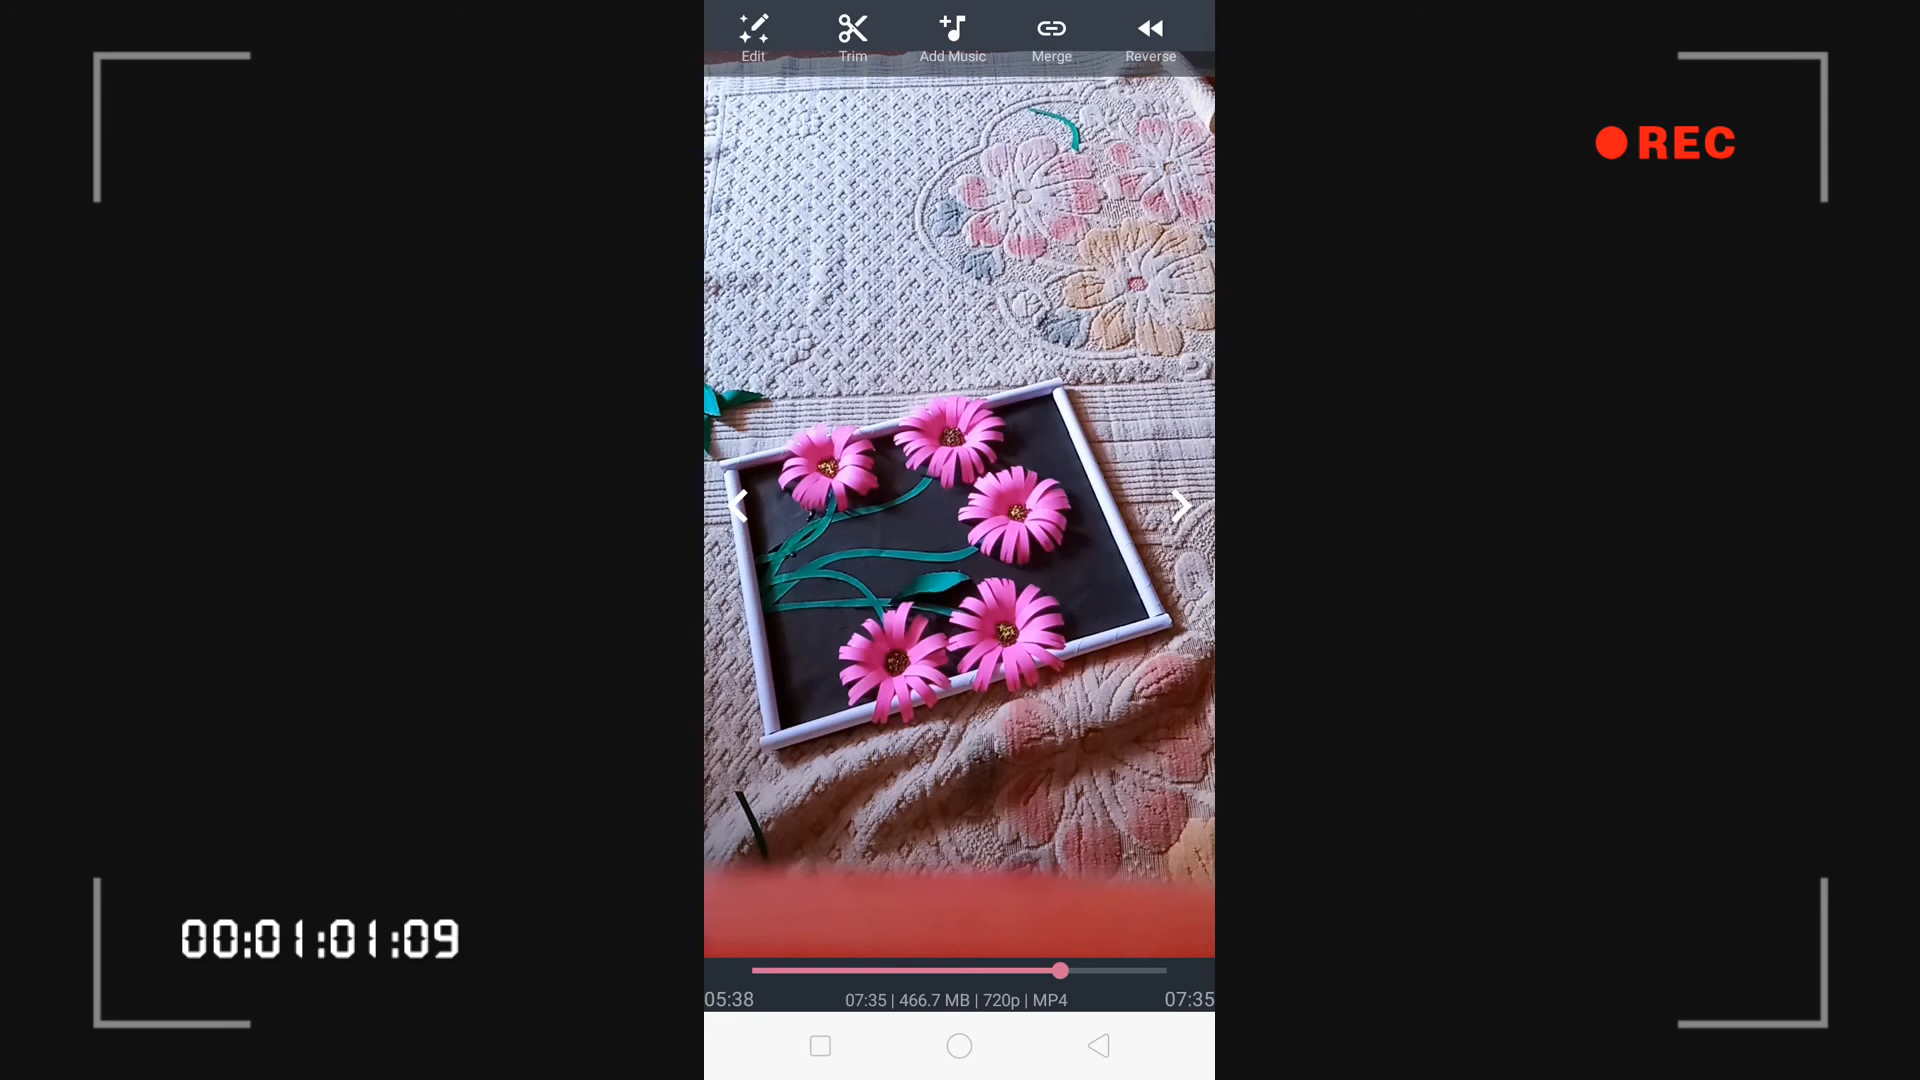 Edit Trim Add Music Merge Reverse
REC
00:01:01:09
05:38 07:35 | 466.7 MB | 720p | MP4 07:35